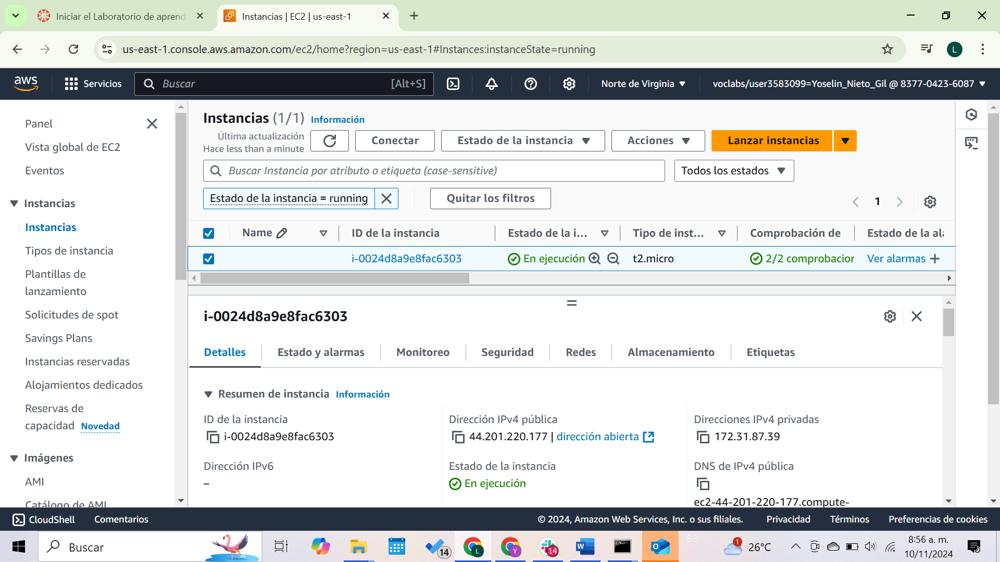 Iniciar el Laboratorio de aprend
Instancias | EC2 | us-east-1
us-east-1.console.aws.amazon.com/ec2/home?region=us-east-1#Instances:instanceState=running
L
aws
Servicios
Buscar
[Alt+S]
Norte de Virginia
voclabs/user3583099=Yoselin_Nieto_Gil @ 8377-0423-6087
Panel
Vista global de EC2
Eventos
Instancias
Instancias
Tipos de instancia
Plantillas de
lanzamiento
Solicitudes de spot
Savings Plans
Instancias reservadas
Alojamientos dedicados
Reservas de
capacidad Novedad
Imágenes
AMI
Catálogo de AMI
Instancias (1/1) Información
Última actualización
Hace less than a minute
Conectar
Estado de la instancia
Acciones
Lanzar instancias
Buscar Instancia por atributo o etiqueta (case-sensitive)
Todos los estados
Estado de la instancia = running
Quitar los filtros
1
Name
ID de la instancia
Estado de la i...
Tipo de inst...
Comprobación de
Estado de la al
i-0024d8a9e8fac6303
En ejecución
t2.micro
2/2 comprobacior
Ver alarmas
i-0024d8a9e8fac6303
Detalles
Estado y alarmas
Monitoreo
Seguridad
Redes
Almacenamiento
Etiquetas
Resumen de instancia Información
ID de la instancia
i-0024d8a9e8fac6303
Dirección IPv4 pública
44.201.220.177 | dirección abierta
Direcciones IPv4 privadas
172.31.87.39
Dirección IPv6
–
Estado de la instancia
En ejecución
DNS de IPv4 pública
ec2-44-201-220-177.compute-
CloudShell
Comentarios
© 2024, Amazon Web Services, Inc. o sus filiales.
Privacidad
Términos
Preferencias de cookies
Buscar
14
L
Y
14
W
ES
1
26°C
8:56 a. m.
10/11/2024